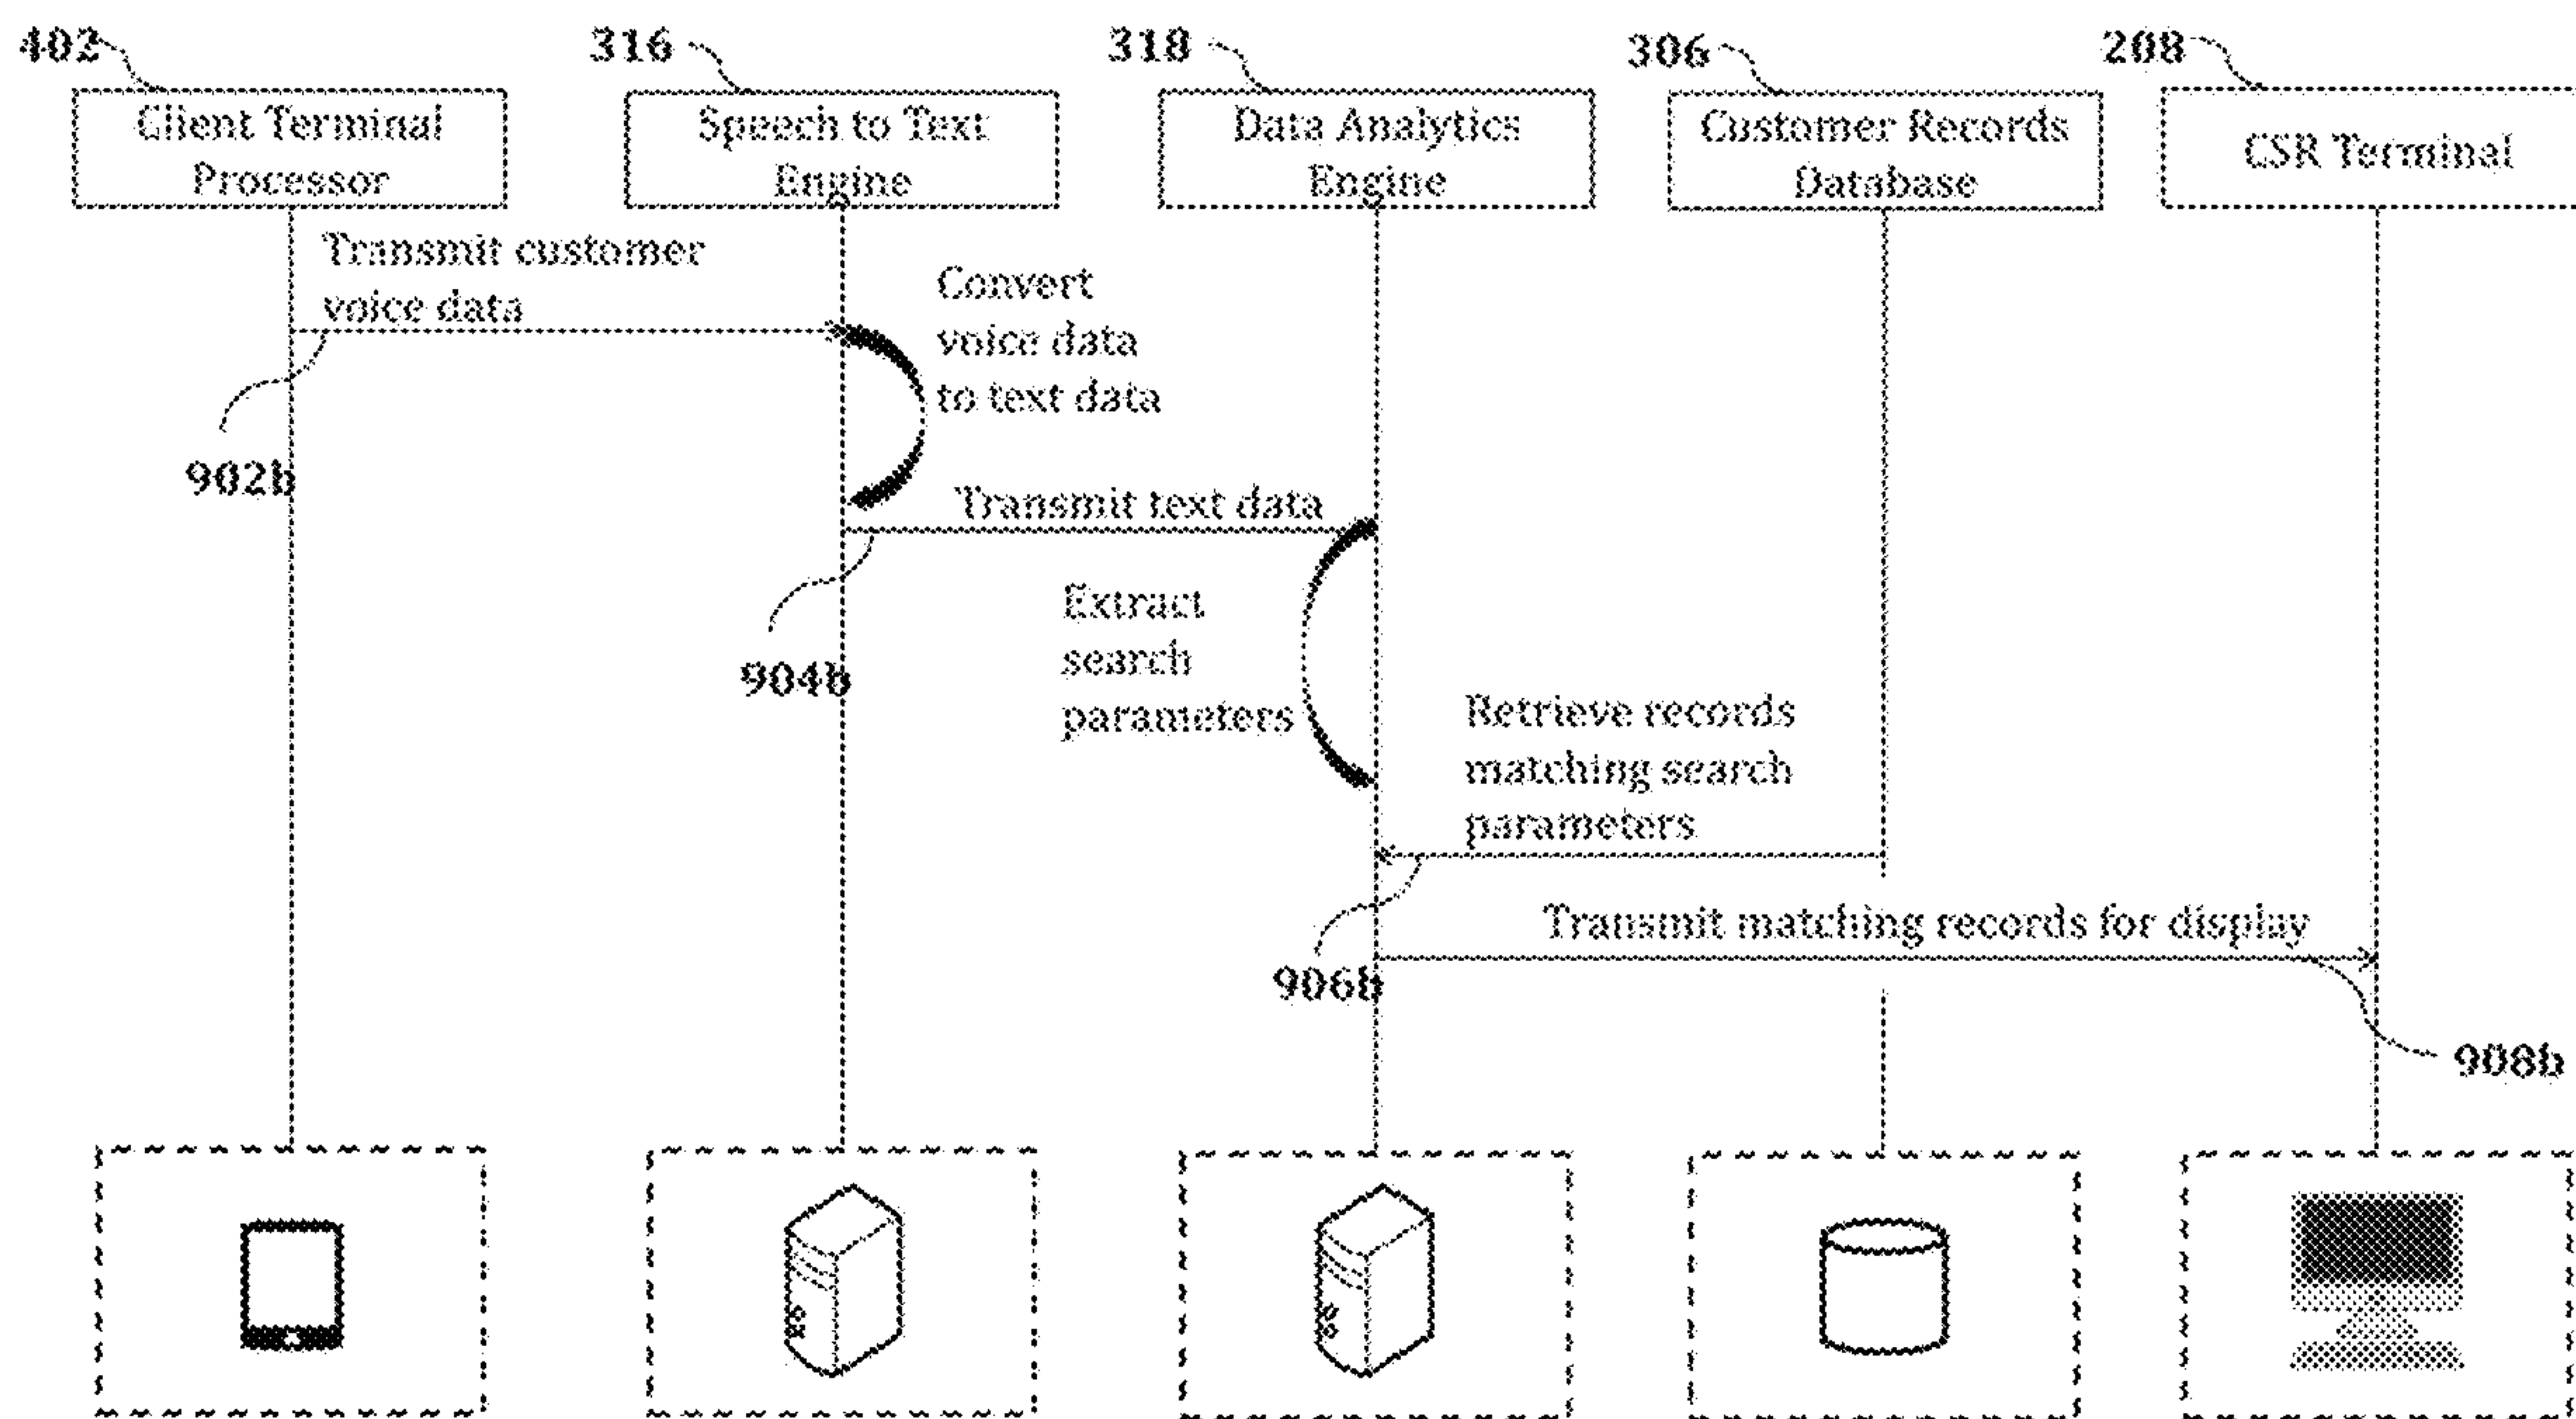 402
316
318
306
208
Client Terminal
Processor
Speech to Text
Engine
Data Analytics
Engine
Customer Records
Database
CSR Terminal
Transmit customer
voice data
Convert
voice data
to text data
902b
Transmit text data
904b
Extract
search
parameters
Retrieve records
matching search
parameters
906b
Transmit matching records for display
908b